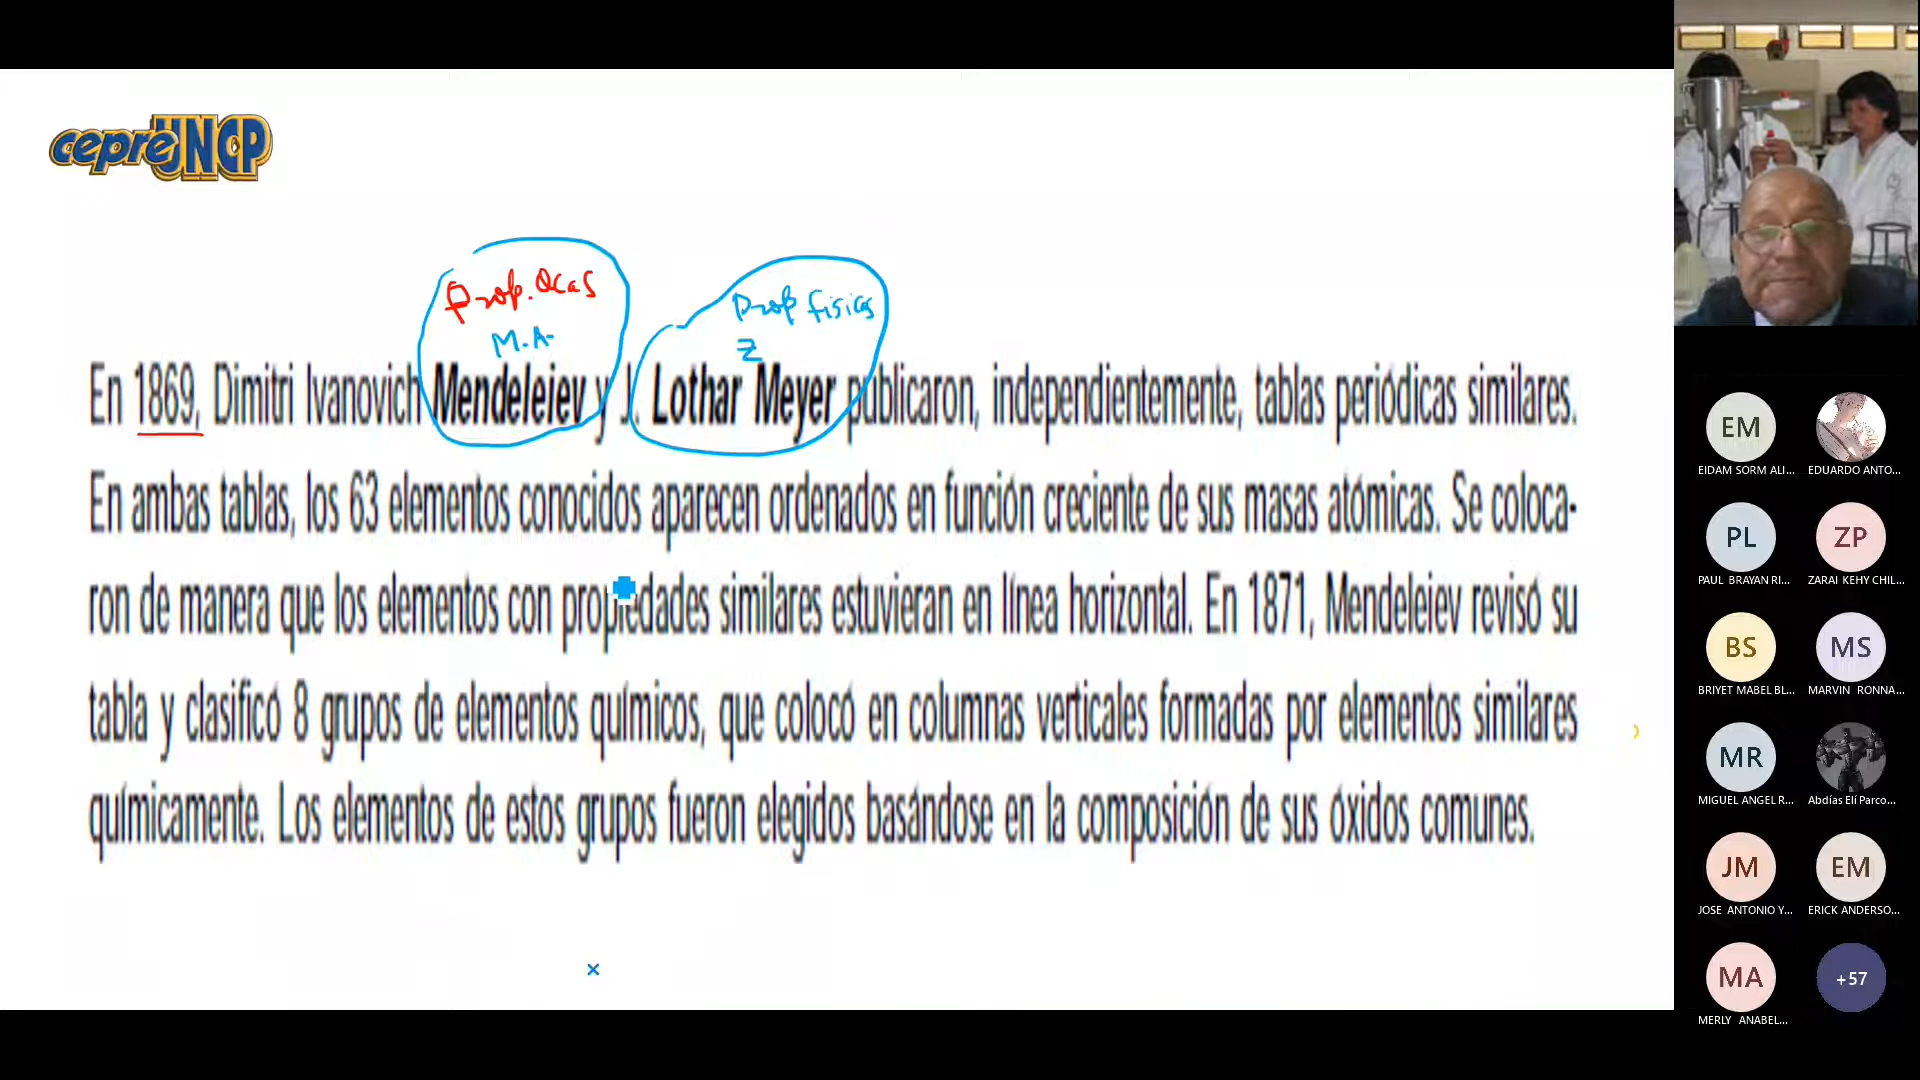 cepreUNCP
Prop. Qcas
M.A.
Prop físicas
Z
En 1869, Dimitri Ivanovich Mendeleiev y J. Lothar Meyer publicaron, independientemente, tablas periódicas similares.
En ambas tablas, los 63 elementos conocidos aparecen ordenados en función creciente de sus masas atómicas. Se coloca-
ron de manera que los elementos con propiedades similares estuvieran en línea horizontal. En 1871, Mendeleiev revisó su
tabla y clasificó 8 grupos de elementos químicos, que colocó en columnas verticales formadas por elementos similares
químicamente. Los elementos de estos grupos fueron elegidos basándose en la composición de sus óxidos comunes.
EM
EIDAM SORM ALI...
EDUARDO ANTO...
PL
PAUL BRAYAN RI...
ZP
ZARAI KEHY CHIL...
BS
BRIYET MABEL BL...
MS
MARVIN RONNA...
MR
MIGUEL ANGEL R...
Abdías Elí Parco...
JM
JOSE ANTONIO Y...
EM
ERICK ANDERSO...
MA
MERLY ANABEL...
+57